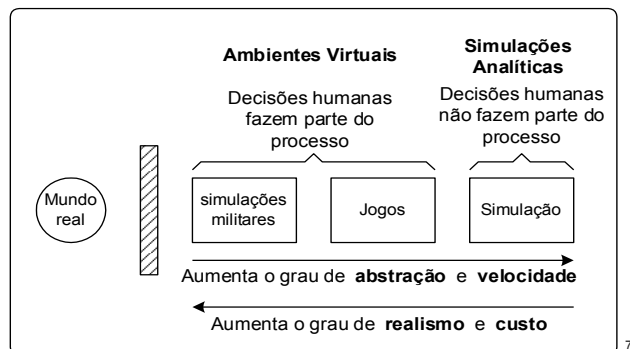 Ambientes Virtuais
Decisões humanas
fazem parte do
processo
Simulações
Analíticas
Decisões humanas
não fazem parte do
processo
Mundo
real
simulações
militares
Jogos
Simulação
Aumenta o grau de abstração e velocidade
Aumenta o grau de realismo e custo
7